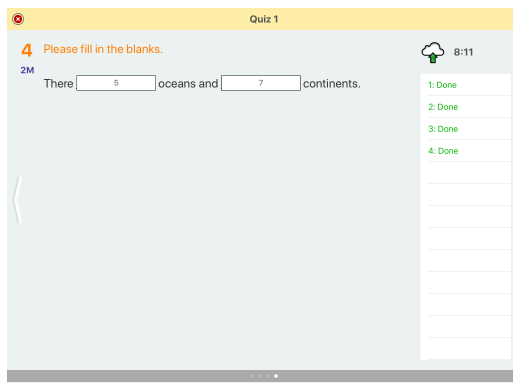 Quiz 1
4 Please fill in the blanks.
2M
There 5 oceans and 7 continents.
8:11
1: Done
2: Done
3: Done
4: Done